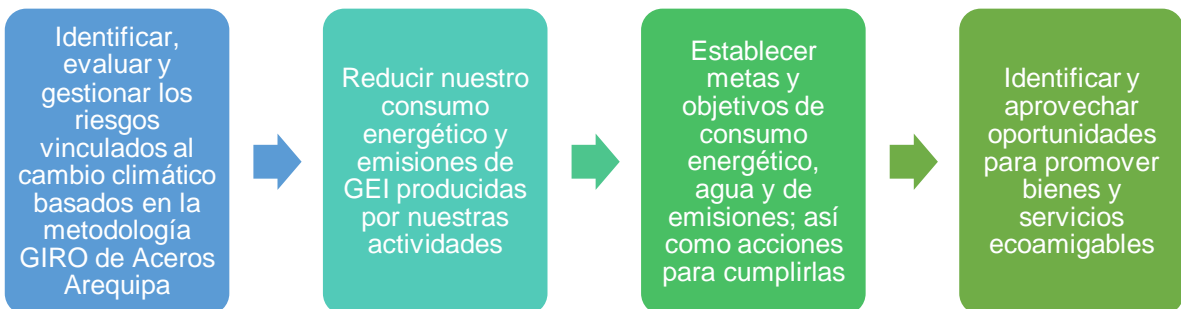 Identificar,
evaluar y
gestionar los
riesgos
vinculados al
cambio climático
basados en la
metodología
GIRO de Aceros
Arequipa
Reducir nuestro
consumo
energético y
emisiones de
GEI producidas
por nuestras
actividades
Establecer
metas y
objetivos de
consumo
energético,
agua y de
emisiones; así
como acciones
para cumplirlas
Identificar y
aprovechar
oportunidades
para promover
bienes y
servicios
ecoamigables